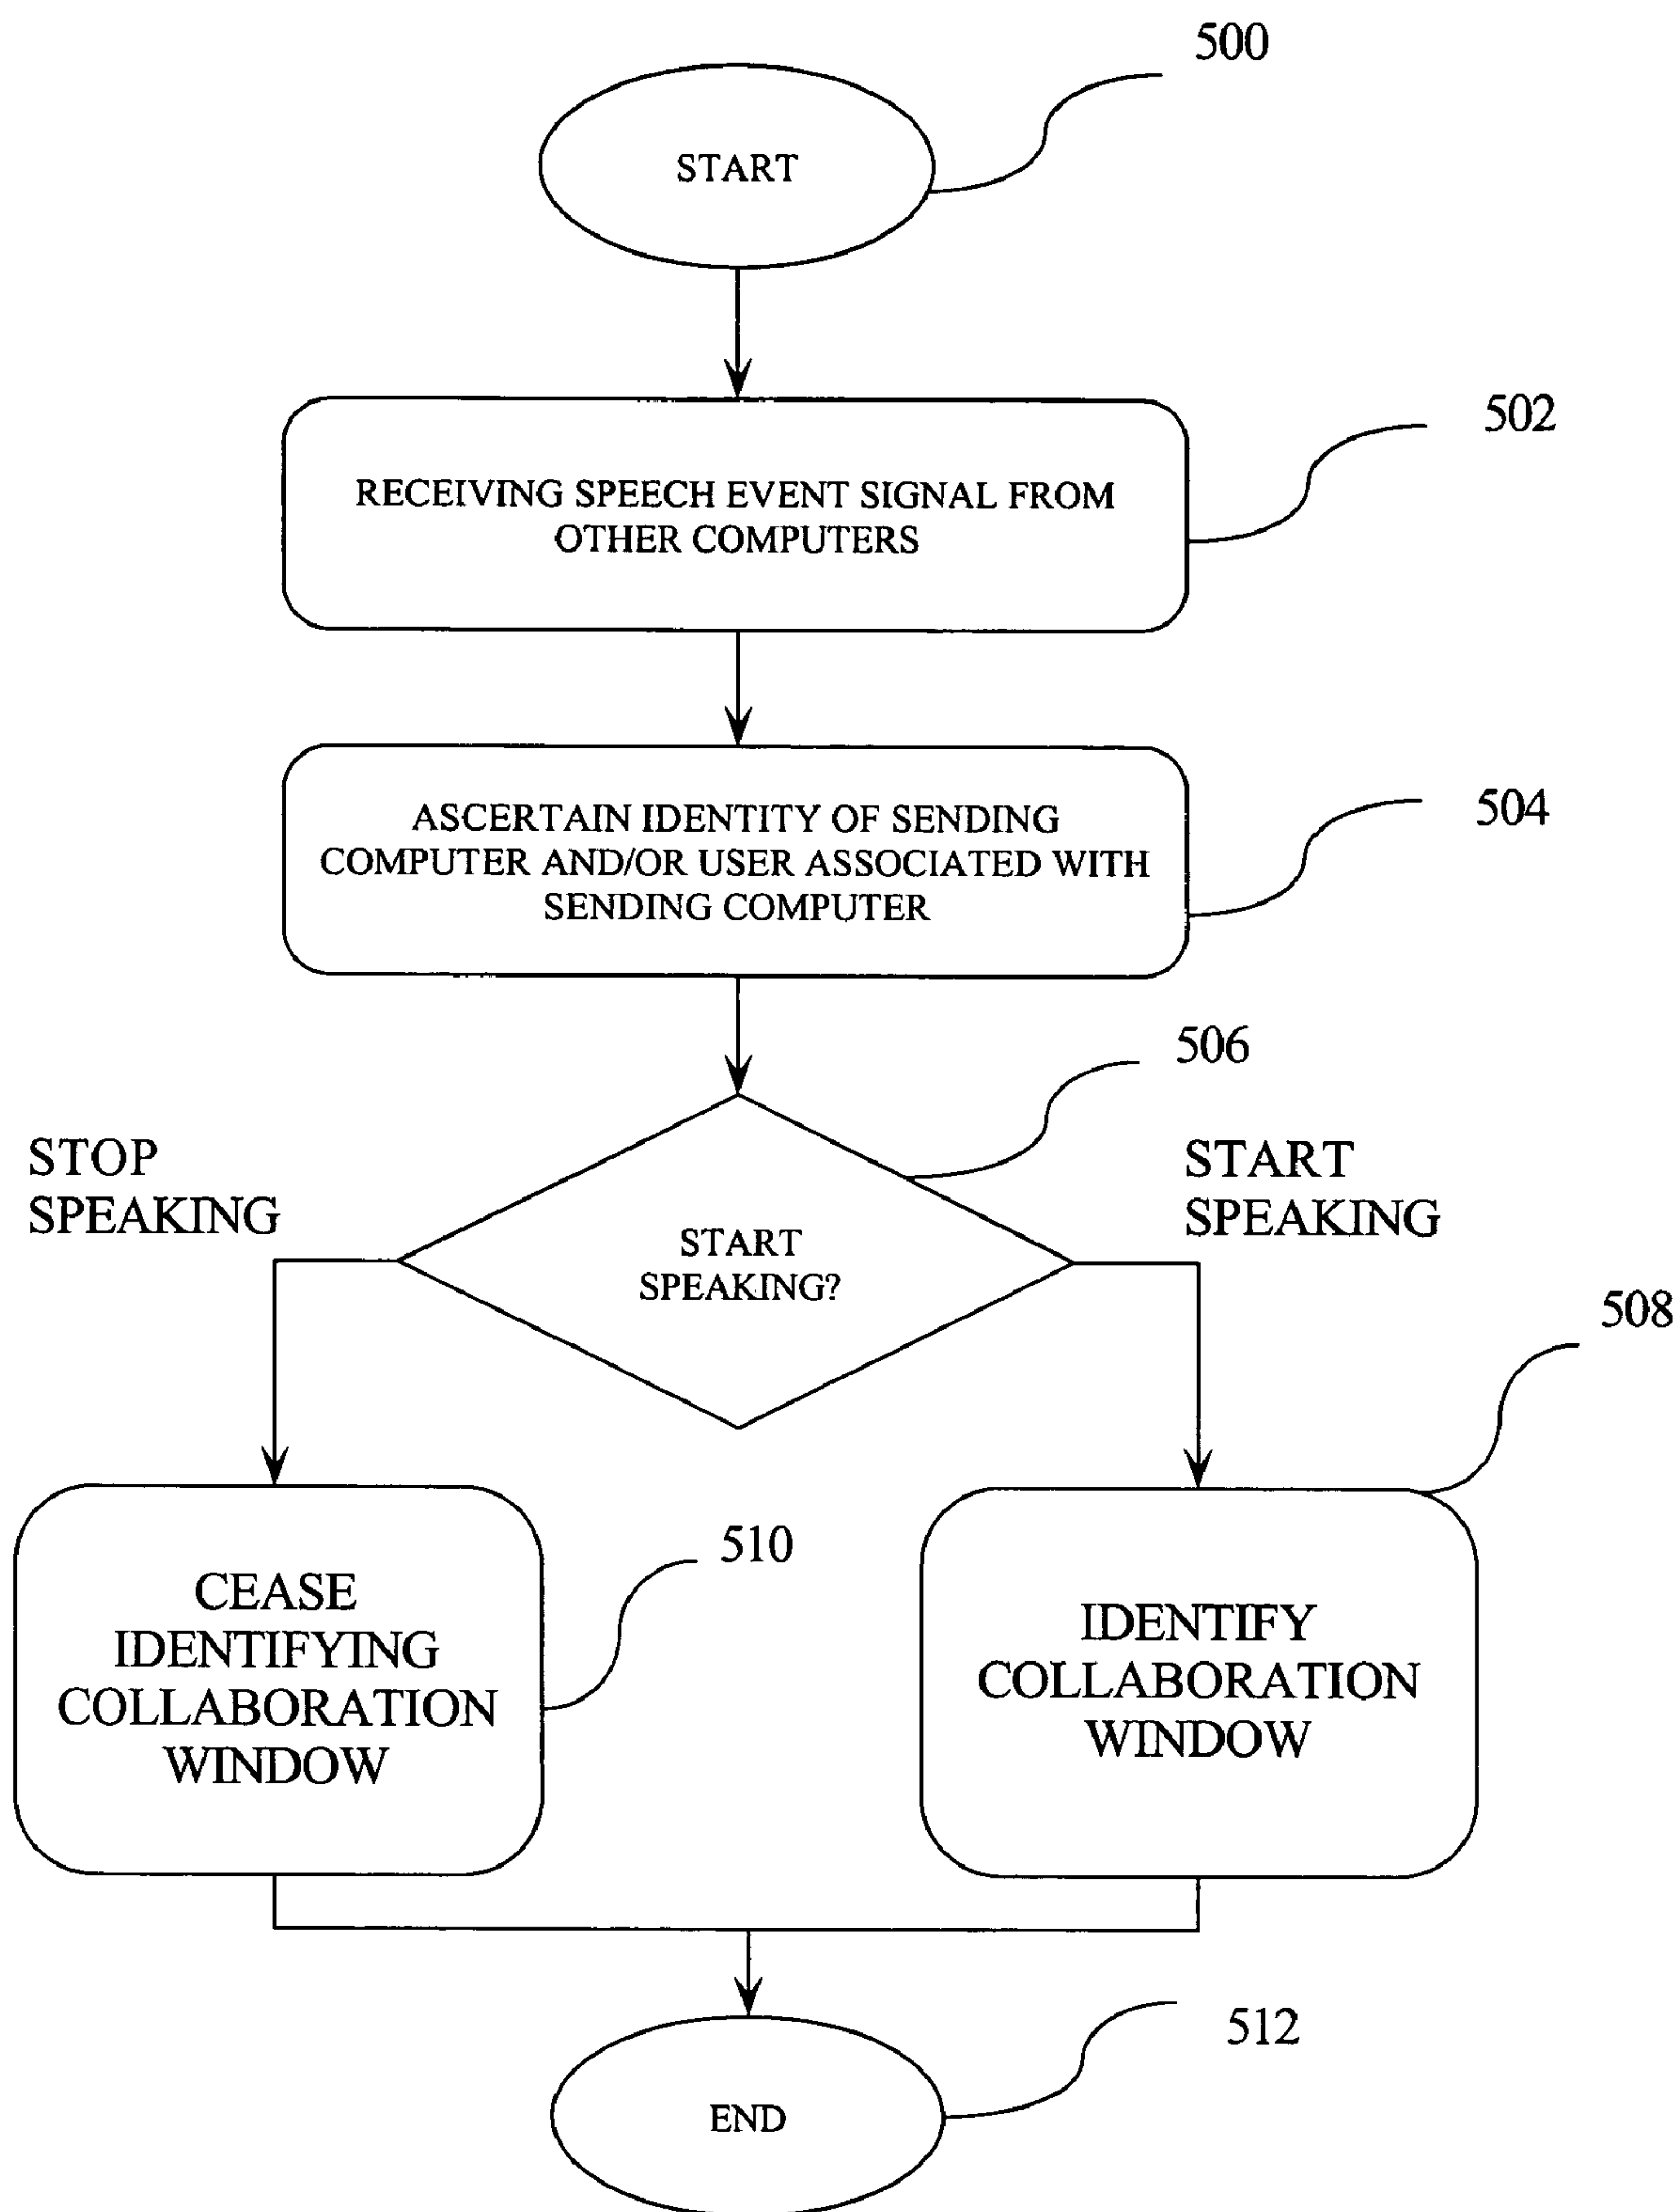 500
START
502
RECEIVING SPEECH EVENT SIGNAL FROM
OTHER COMPUTERS
504
ASCERTAIN IDENTITY OF SENDING
COMPUTER AND/OR USER ASSOCIATED WITH
SENDING COMPUTER
506
STOP
SPEAKING
START
SPEAKING
START
SPEAKING?
508
510
CEASE
IDENTIFYING
COLLABORATION
WINDOW
IDENTIFY
COLLABORATION
WINDOW
512
END